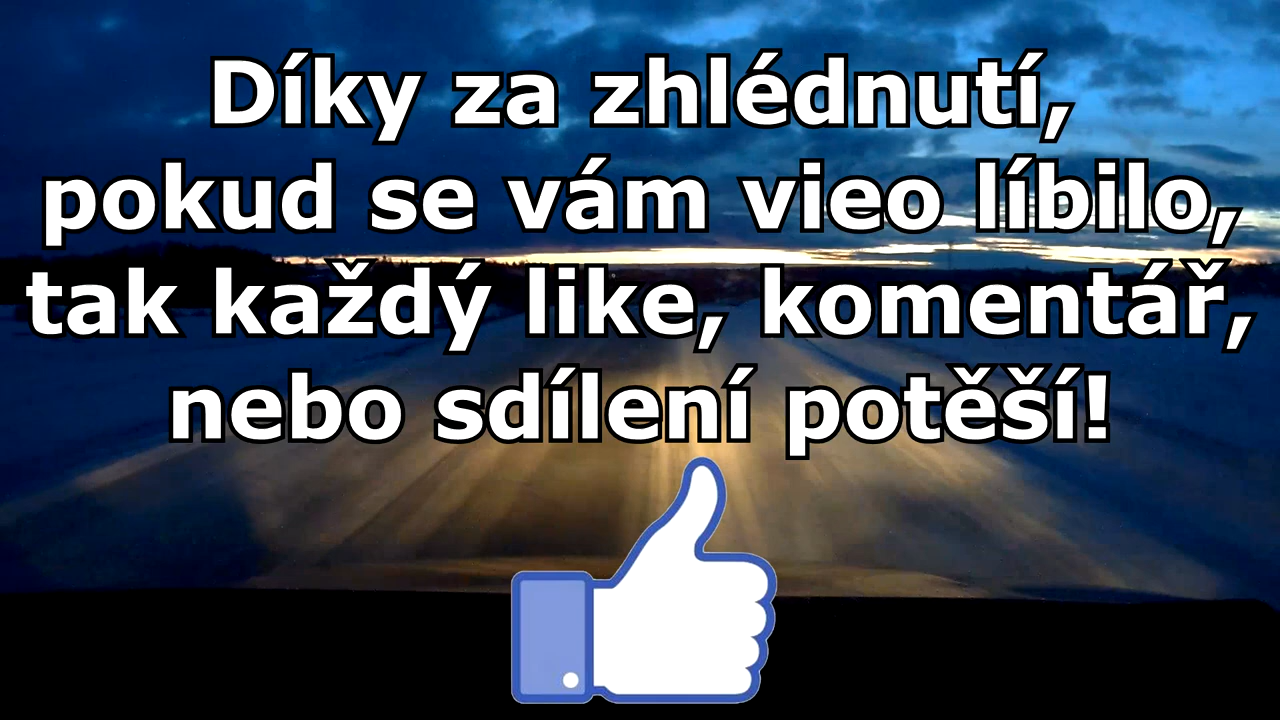 Díky za zhlédnutí,
pokud se vám vieo líbilo,
tak každý like, komentář,
nebo sdílení potěší!